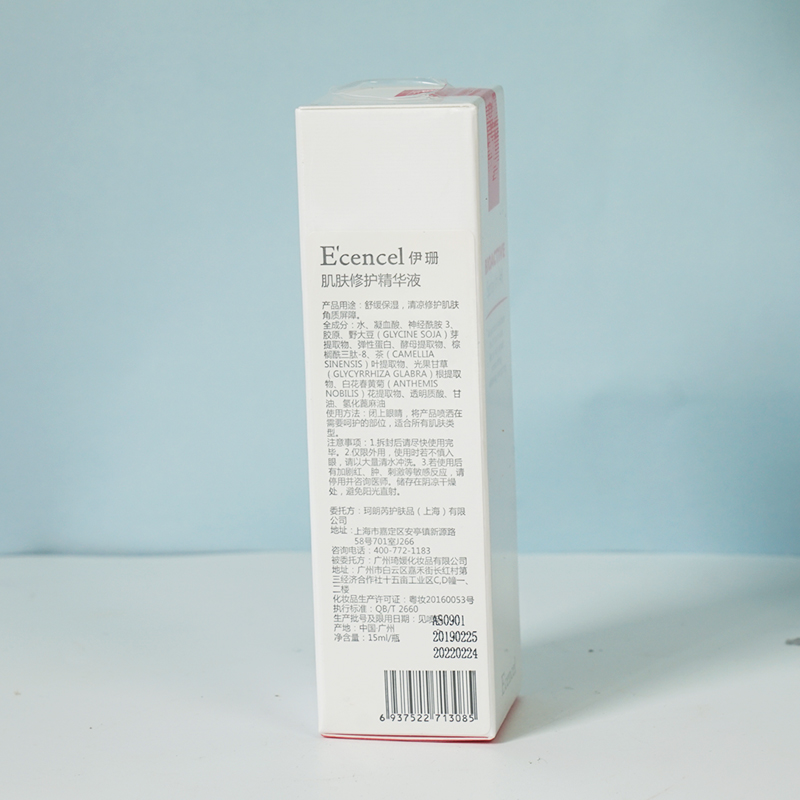 E'cencel 伊珊
肌肤修护精华液
产品用途：舒缓保湿，清凉修护肌肤
角质屏障。
全成分：水、凝血酸、神经酰胺 3、
胶原、野大豆（GLYCINE SOJA）芽
提取物、弹性蛋白、酵母提取物、棕
榈酰三肽-8、茶（CAMELLIA
SINENSIS）叶提取物、光果甘草
（GLYCYRRHIZA GLABRA）根提取
物、白花春黄菊（ANTHEMIS
NOBILIS）花提取物、透明质酸、甘
油、氢化蓖麻油
使用方法：闭上眼睛，将产品喷洒在
需要呵护的部位，适合所有肌肤类
型。
注意事项：1.拆封后请尽快使用完
毕。2.仅限外用，使用时若不慎入
眼，请以大量清水冲洗。3.若使用后
有加剧红、肿、刺激等敏感反应，请
停用并咨询医师。储存在阴凉干燥
处，避免阳光直射。
委托方：珂朗芮护肤品（上海）有限
公司
地址：上海市嘉定区安亭镇新源路
58号701室J266
咨询电话：400-772-1183
被委托方：广州琦嫒化妆品有限公司
地址：广州市白云区嘉禾街长红村第
三经济合作社十五南工业区C,D幢一、
二楼
化妆品生产许可证：粤妆20160053号
执行标准：QB/T 2660
生产批号及限用日期：见喷
AS0901
产地：中国·广州
20190225
净含量：15ml/瓶
20220224
6 937522 713085